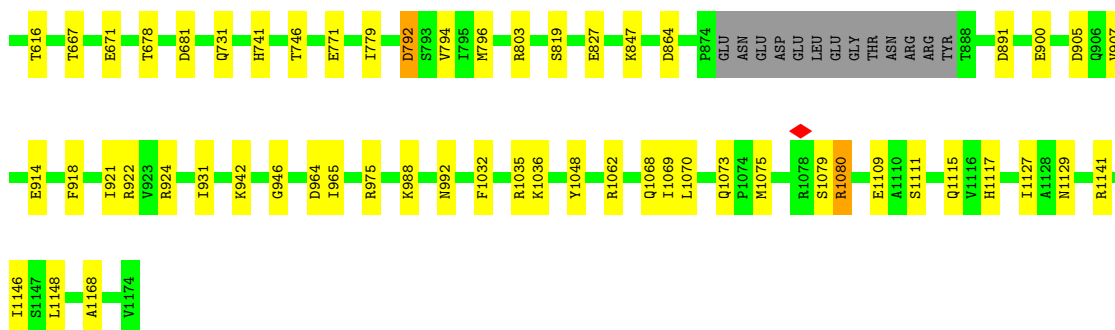 T616 T667 E671 T678 D681 Q731 H741 T746 E771 I779 D792 S793 V794 I795 M796 R803 S819 E827 K847 D864 P874 GLU ASN GLU ASP GLU LEU GLU GLY THR ASN ARG ARG TYR T888 D891 E900 D905 Q906
E914 F918 I921 R922 V923 R924 I931 K942 G946 D964 I965 R975 K988 N992 F1032 R1035 K1036 Y1048 R1062 Q1068 I1069 L1070 Q1073 P1074 M1075 R1078 S1079 R1080 E1109 A1110 S1111 Q1115 V1116 H1117 I1127 A1128 N1129 R1141
I1146 S1147 L1148 A1168 V1174